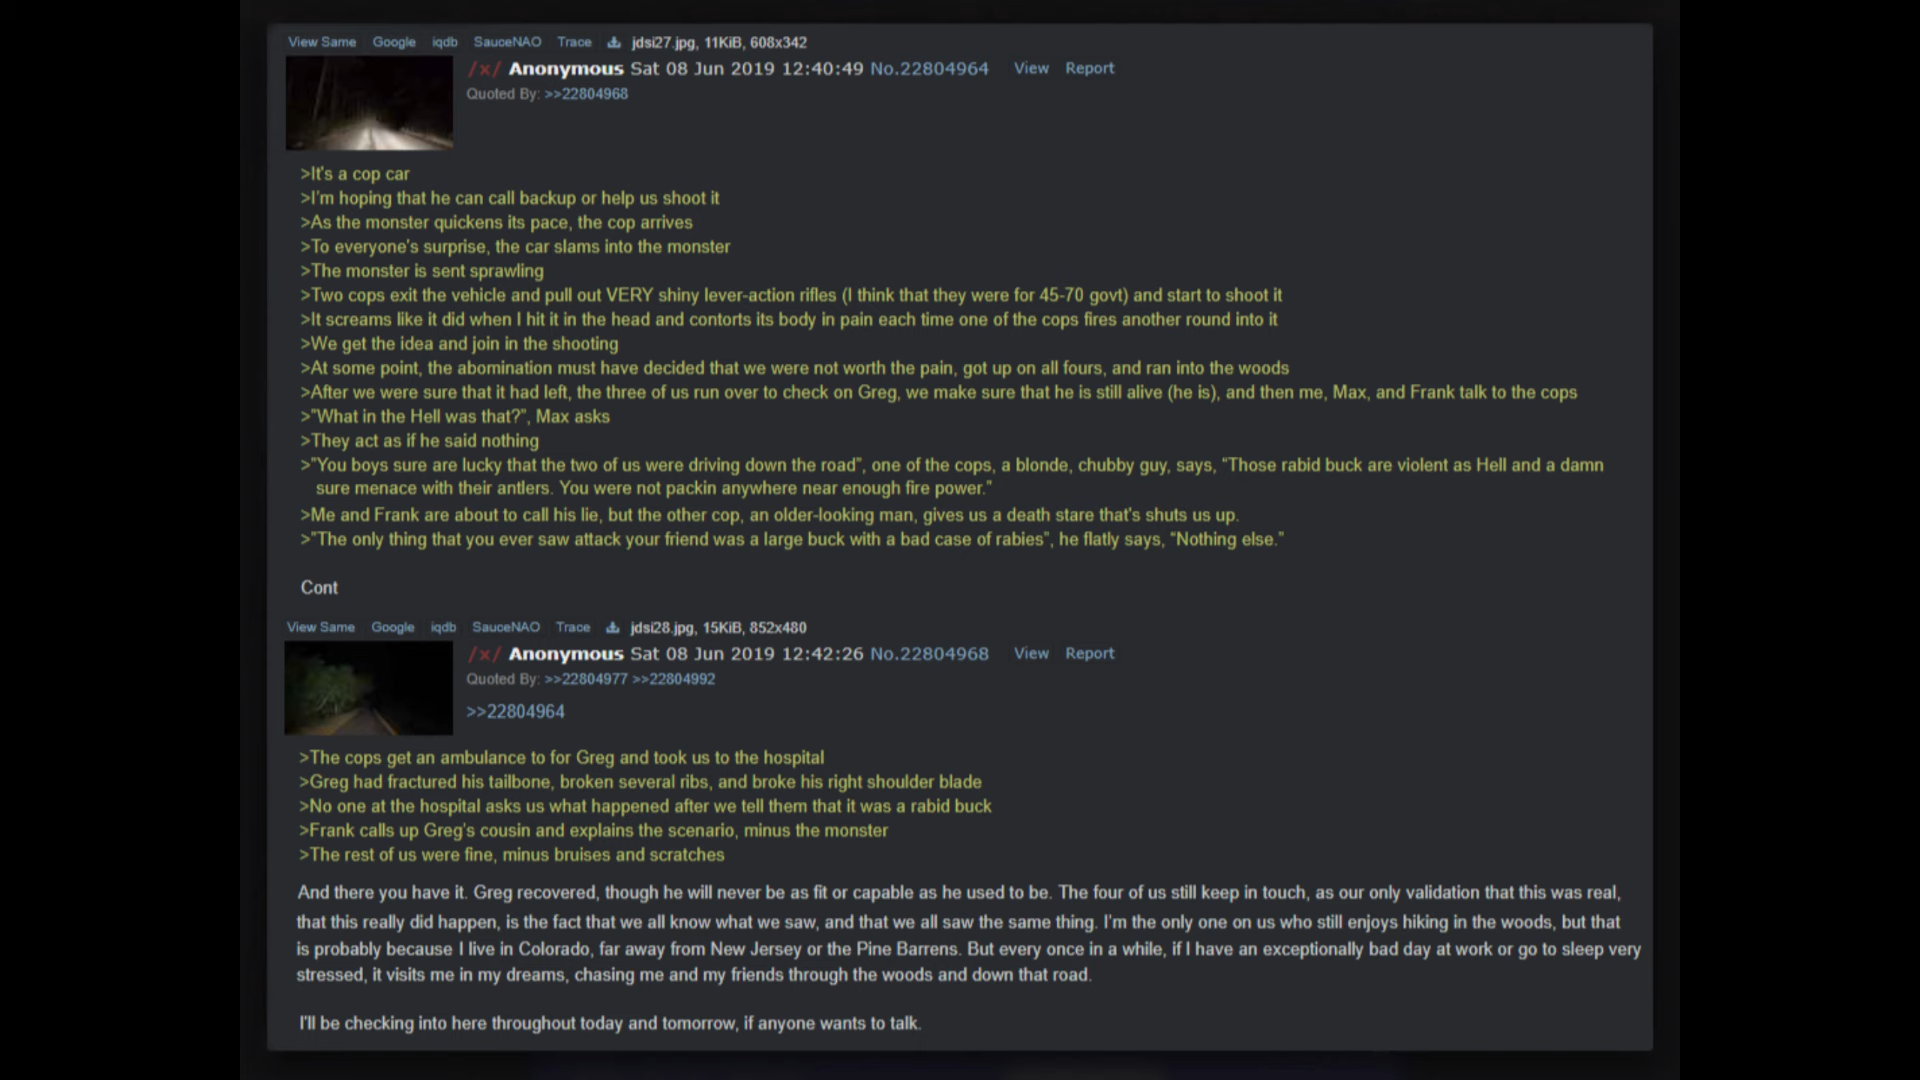 View Same Google iqdb SauceNAO Trace jdsi27.jpg, 11KiB, 608x342
/x/ Anonymous Sat 08 Jun 2019 12:40:49 No.22804964 View Report
Quoted By: >>22804968
>It's a cop car
>I'm hoping that he can call backup or help us shoot it
>As the monster quickens its pace, the cop arrives
>To everyone's surprise, the car slams into the monster
>The monster is sent sprawling
>Two cops exit the vehicle and pull out VERY shiny lever-action rifles (I think that they were for 45-70 govt) and start to shoot it
>It screams like it did when I hit it in the head and contorts its body in pain each time one of the cops fires another round into it
>We get the idea and join in the shooting
>At some point, the abomination must have decided that we were not worth the pain, got up on all fours, and ran into the woods
>After we were sure that it had left, the three of us run over to check on Greg, we make sure that he is still alive (he is), and then me, Max, and Frank talk to the cops
>"What in the Hell was that?", Max asks
>They act as if he said nothing
>"You boys sure are lucky that the two of us were driving down the road", one of the cops, a blonde, chubby guy, says, "Those rabid buck are violent as Hell and a damn
sure menace with their antlers. You were not packin anywhere near enough fire power."
>Me and Frank are about to call his lie, but the other cop, an older-looking man, gives us a death stare that's shuts us up.
>"The only thing that you ever saw attack your friend was a large buck with a bad case of rabies", he flatly says, "Nothing else."
Cont
View Same Google iqdb SauceNAO Trace jdsi28.jpg, 15KiB, 852x480
/x/ Anonymous Sat 08 Jun 2019 12:42:26 No.22804968 View Report
Quoted By: >>22804977 >>22804992
>>22804964
>The cops get an ambulance to for Greg and took us to the hospital
>Greg had fractured his tailbone, broken several ribs, and broke his right shoulder blade
>No one at the hospital asks us what happened after we tell them that it was a rabid buck
>Frank calls up Greg's cousin and explains the scenario, minus the monster
>The rest of us were fine, minus bruises and scratches
And there you have it. Greg recovered, though he will never be as fit or capable as he used to be. The four of us still keep in touch, as our only validation that this was real,
that this really did happen, is the fact that we all know what we saw, and that we all saw the same thing. I'm the only one on us who still enjoys hiking in the woods, but that
is probably because I live in Colorado, far away from New Jersey or the Pine Barrens. But every once in a while, if I have an exceptionally bad day at work or go to sleep very
stressed, it visits me in my dreams, chasing me and my friends through the woods and down that road.
I'll be checking into here throughout today and tomorrow, if anyone wants to talk.